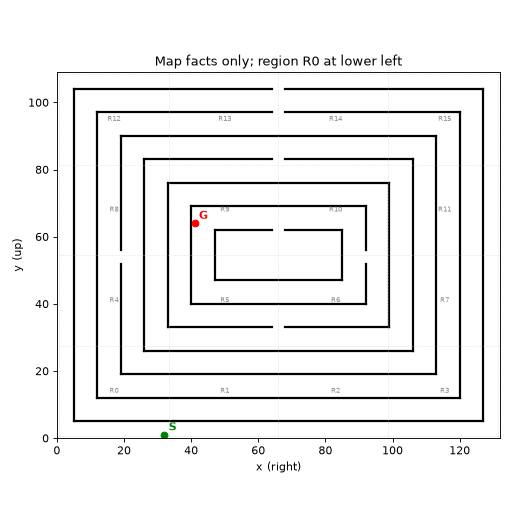 Map facts only; region R0 at lower left
100
80
60
40
20
0
y (up)
R12
R13
R14
R15
R8
R9
R10
R11
G
R4
R5
R6
R7
R0
R1
R2
R3
S
0
20
40
60
80
100
120
x (right)